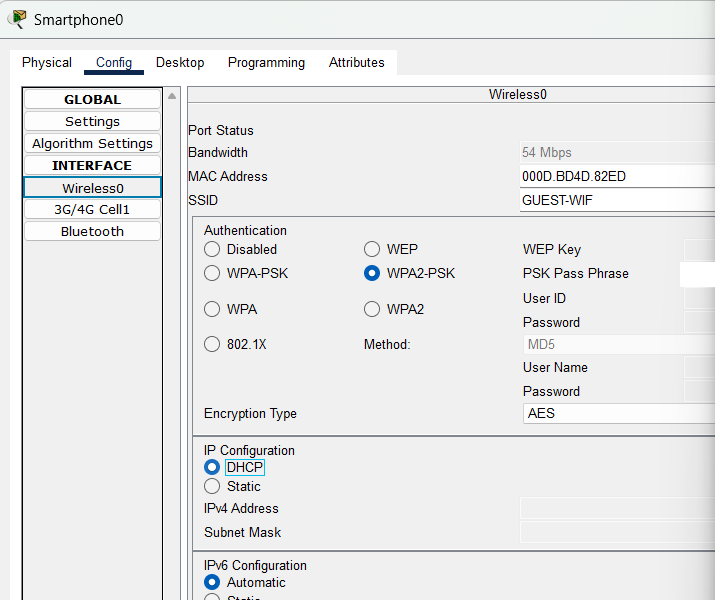 Smartphone0
Physical Config Desktop Programming Attributes
GLOBAL
Settings
Algorithm Settings
INTERFACE
Wireless0
3G/4G Cell1
Bluetooth
Wireless0
Port Status
Bandwidth 54 Mbps
MAC Address 000D.BD4D.82ED
SSID GUEST-WIF
Authentication
Disabled WEP WEP Key
WPA-PSK WPA2-PSK PSK Pass Phrase
User ID
WPA WPA2
Password
802.1X Method: MD5
User Name
Password
Encryption Type AES
IP Configuration
DHCP
Static
IPv4 Address
Subnet Mask
IPv6 Configuration
Automatic
Static